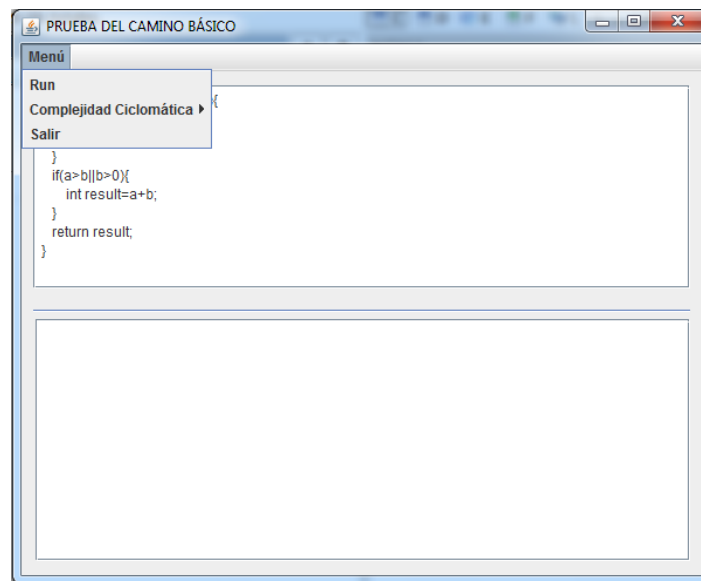 PRUEBA DEL CAMINO BÁSICO
Menú
Run
Complejidad Ciclomática
Salir
{
}
if(a>b||b>0){
int result=a+b;
}
return result;
}